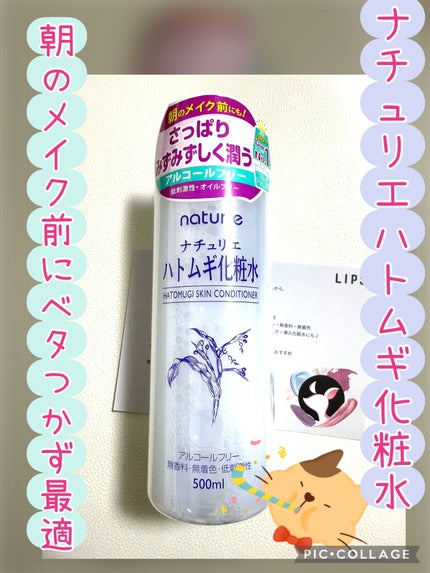 ナチュリエハトムギ化粧水
朝のメイク前にベタつかず最適
朝のメイク前にも!
さっぱり
みずみずしく潤う
アルコールフリー
低刺激性・オイルフリー
naturie
ナチュリエ
ハトムギ化粧水
HATOMUGI SKIN CONDITIONER
アルコールフリー
無香料・無着色・低刺激性
500ml
LIPS
PIC•COLLAGE